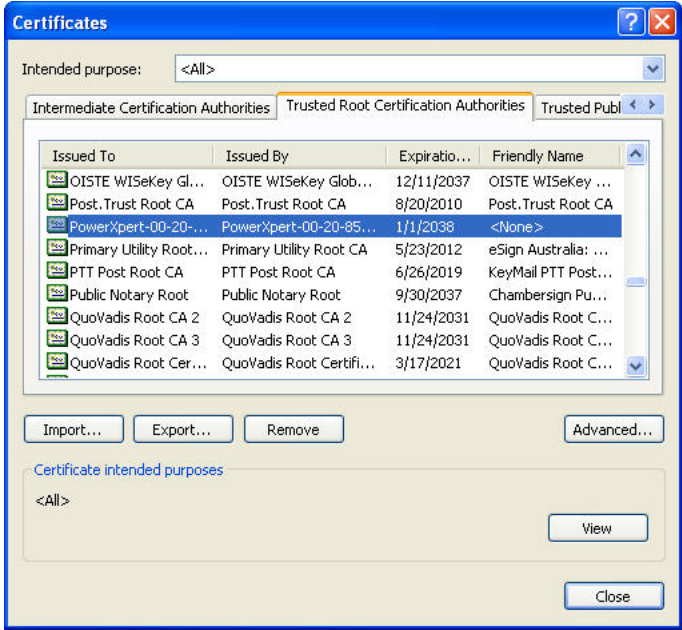 Certificates
Intended purpose: <All>
Intermediate Certification Authorities Trusted Root Certification Authorities Trusted Publ
Issued To Issued By Expiratio... Friendly Name
OISTE WISeKey Gl... OISTE WISeKey Glob... 12/11/2037 OISTE WISeKey ...
Post.Trust Root CA Post.Trust Root CA 8/20/2010 Post.Trust Root CA
PowerXpert-00-20-... PowerXpert-00-20-85... 1/1/2038 <None>
Primary Utility Root... Primary Utility Root CA 5/23/2012 eSign Australia: ...
PTT Post Root CA PTT Post Root CA 6/26/2019 KeyMail PTT Post...
Public Notary Root Public Notary Root 9/30/2037 Chambersign Pu...
QuoVadis Root CA 2 QuoVadis Root CA 2 11/24/2031 QuoVadis Root C...
QuoVadis Root CA 3 QuoVadis Root CA 3 11/24/2031 QuoVadis Root C...
QuoVadis Root Cer... QuoVadis Root Certifi... 3/17/2021 QuoVadis Root C...
Import... Export... Remove Advanced...
Certificate intended purposes
<All>
View
Close